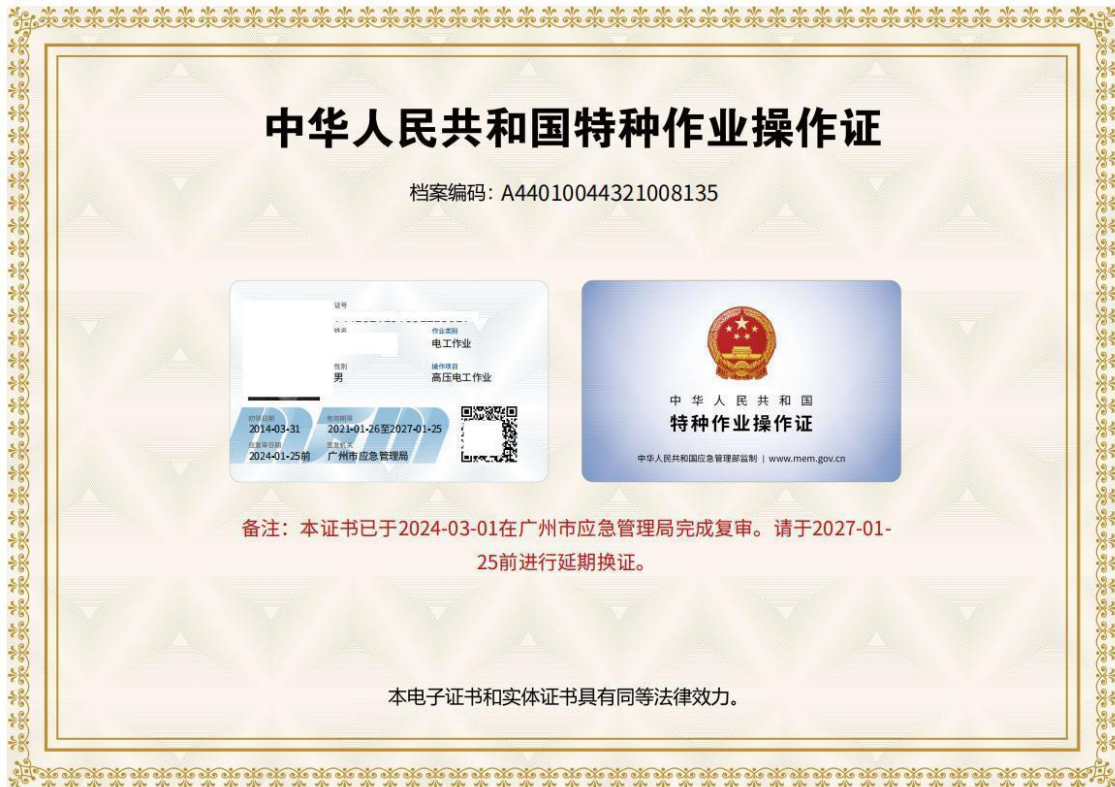 中华人民共和国特种作业操作证
档案编码：A44010044321008135
证号
姓名
作业类别
电工作业
性别
男
操作项目
高压电工作业
初领日期
2014-03-31
有效期限
2021-01-26至2027-01-25
应复审日期
2024-01-25前
签发机关
广州市应急管理局
中华人民共和国
特种作业操作证
中华人民共和国应急管理部监制 | www.mem.gov.cn
备注：本证书已于2024-03-01在广州市应急管理局完成复审。请于2027-01-
25前进行延期换证。
本电子证书和实体证书具有同等法律效力。